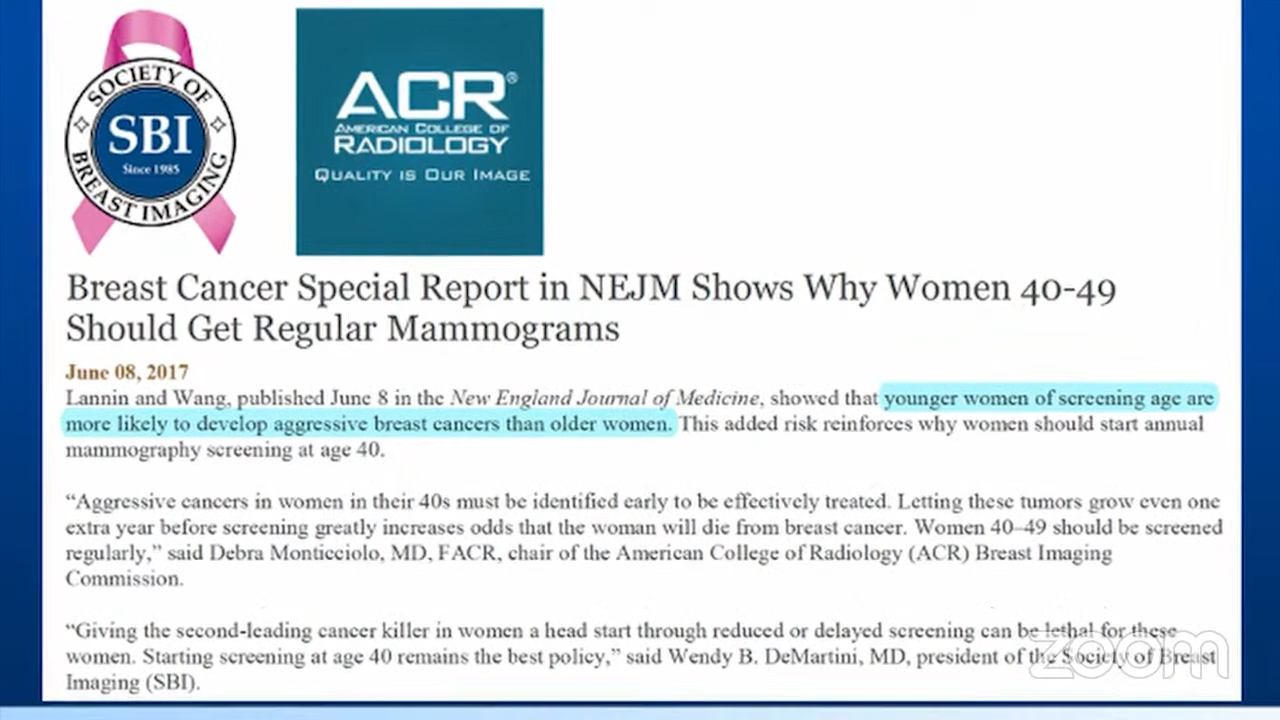 SOCIETY OF
SBI
Since 1985
BREAST IMAGING
ACR®
AMERICAN COLLEGE OF
RADIOLOGY
QUALITY IS OUR IMAGE
Breast Cancer Special Report in NEJM Shows Why Women 40-49
Should Get Regular Mammograms
June 08, 2017
Lannin and Wang, published June 8 in the New England Journal of Medicine, showed that younger women of screening age are
more likely to develop aggressive breast cancers than older women. This added risk reinforces why women should start annual
mammography screening at age 40.
“Aggressive cancers in women in their 40s must be identified early to be effectively treated. Letting these tumors grow even one
extra year before screening greatly increases odds that the woman will die from breast cancer. Women 40–49 should be screened
regularly,” said Debra Monticciolo, MD, FACR, chair of the American College of Radiology (ACR) Breast Imaging
Commission.
“Giving the second-leading cancer killer in women a head start through reduced or delayed screening can be lethal for these
women. Starting screening at age 40 remains the best policy,” said Wendy B. DeMartini, MD, president of the Society of Breast
Imaging (SBI).
zoom